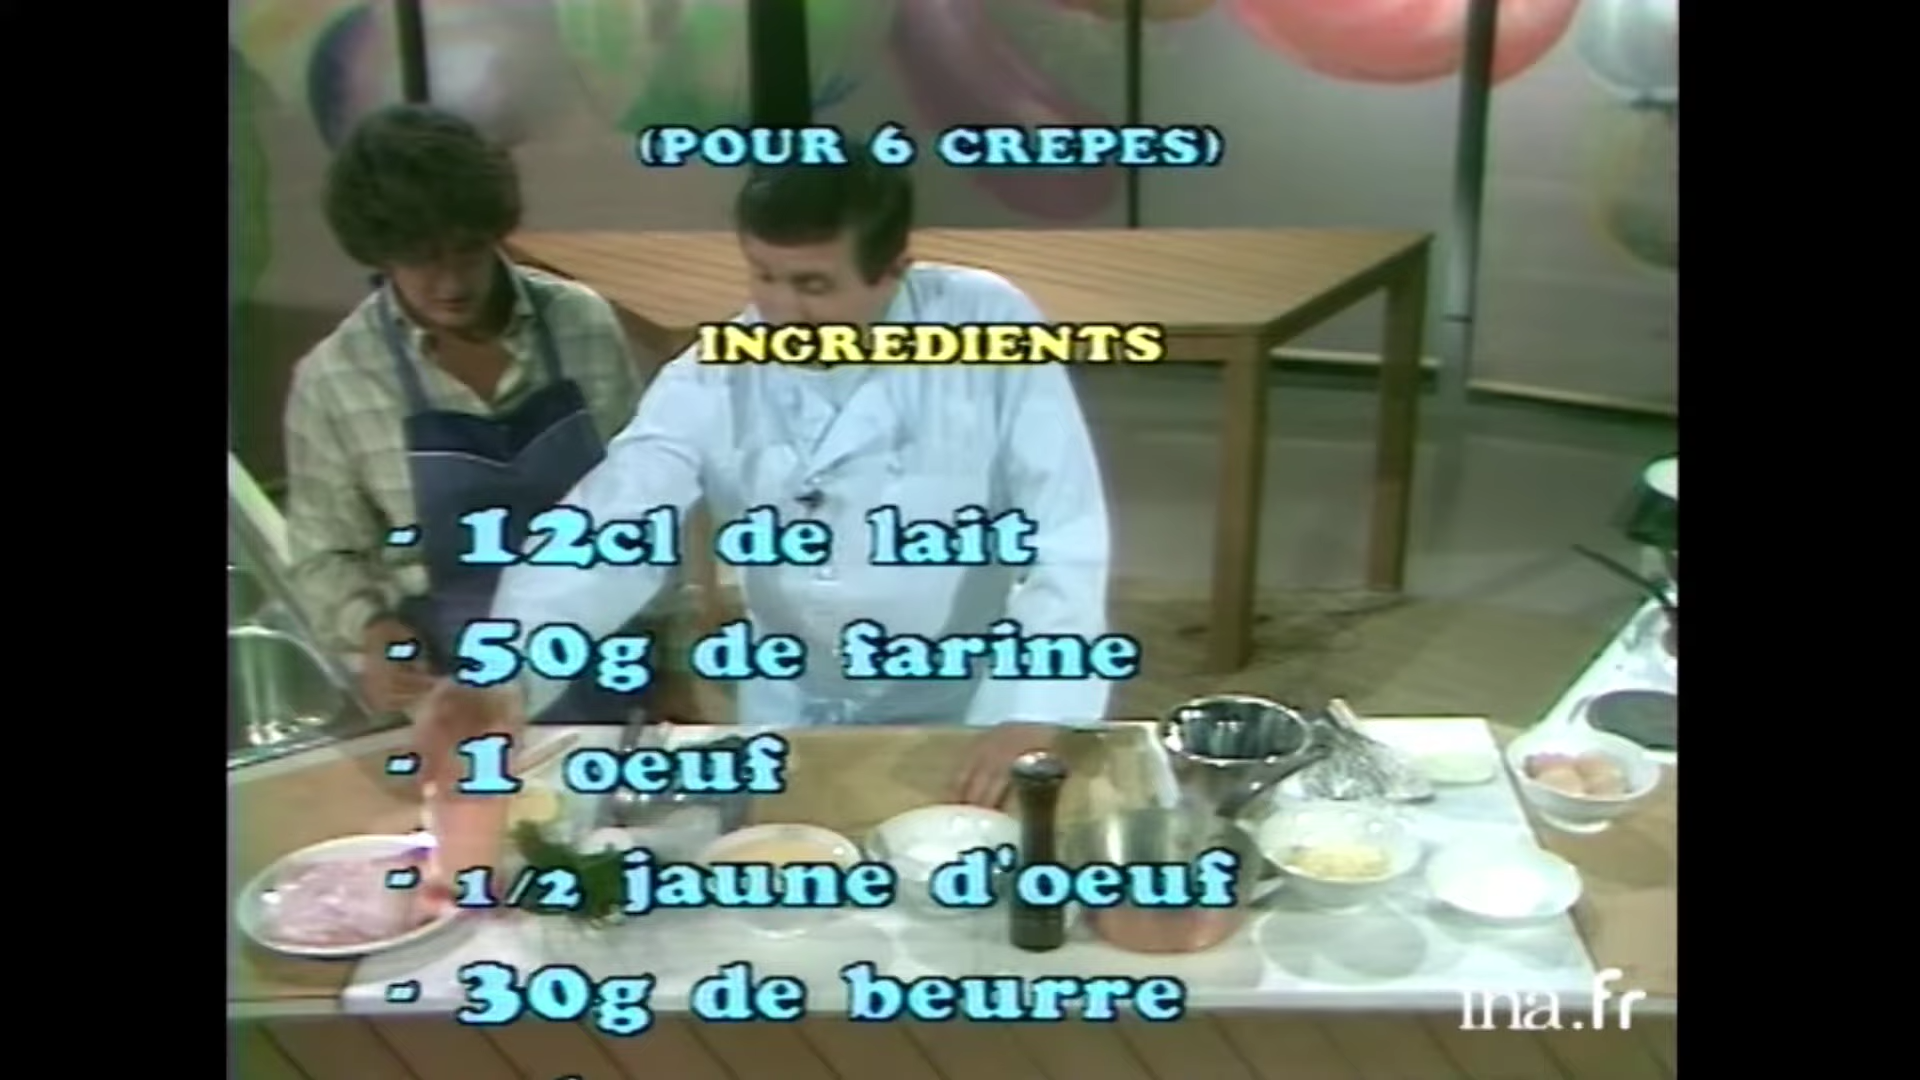 (POUR 6 CREPES)
INGREDIENTS
- 12cl de lait
- 50g de farine
- 1 oeuf
- 1/2 jaune d'oeuf
- 30g de beurre
ina.fr